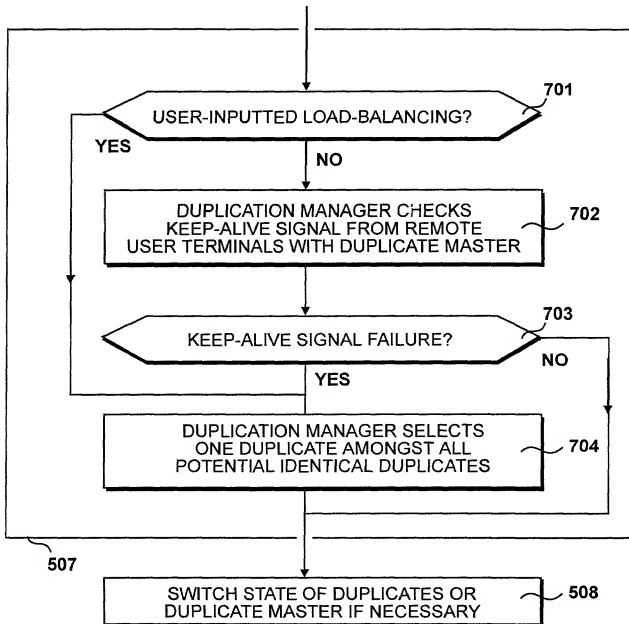 701
USER-INPUTTED LOAD-BALANCING?
YES
NO
DUPLICATION MANAGER CHECKS
KEEP-ALIVE SIGNAL FROM REMOTE
USER TERMINALS WITH DUPLICATE MASTER
702
703
KEEP-ALIVE SIGNAL FAILURE?
NO
YES
DUPLICATION MANAGER SELECTS
ONE DUPLICATE AMONGST ALL
POTENTIAL IDENTICAL DUPLICATES
704
507
SWITCH STATE OF DUPLICATES OR
DUPLICATE MASTER IF NECESSARY
508